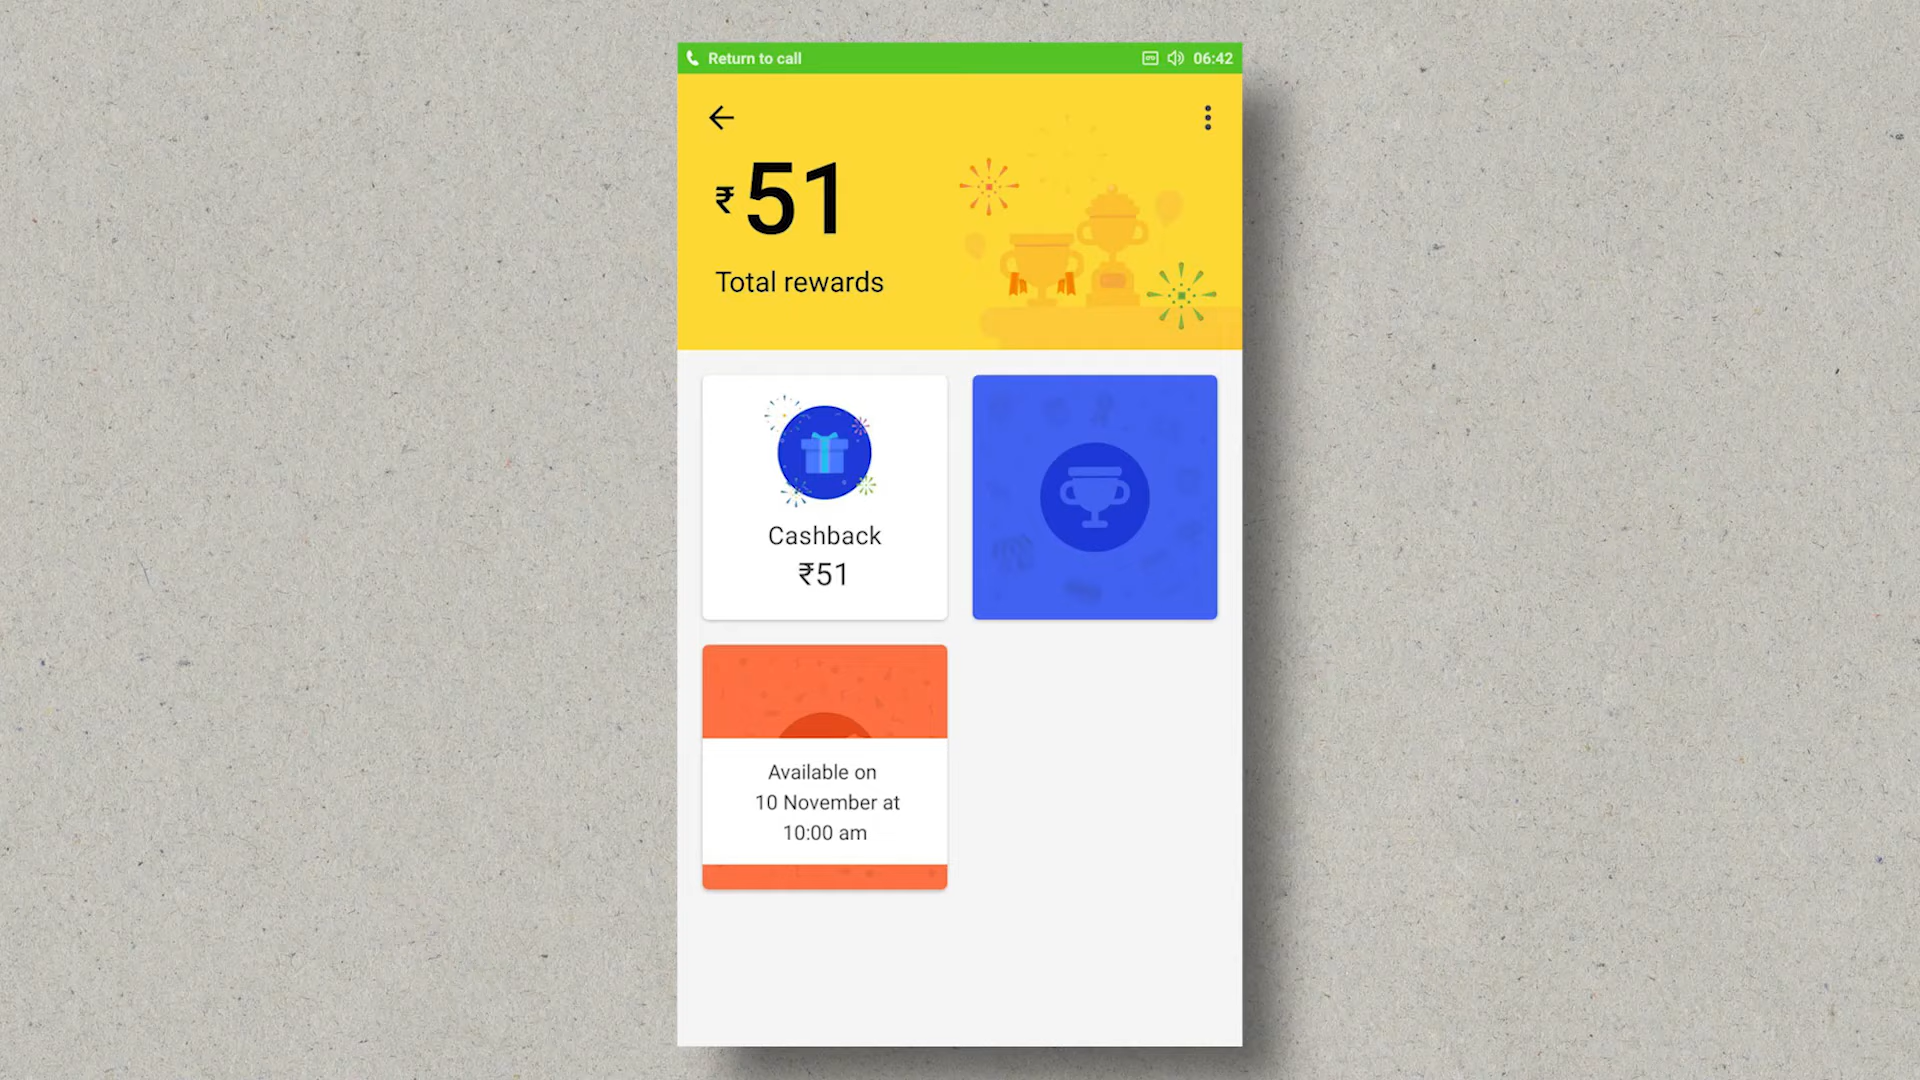 Return to call
06:42
₹51
Total rewards
Cashback
₹51
Available on
10 November at
10:00 am